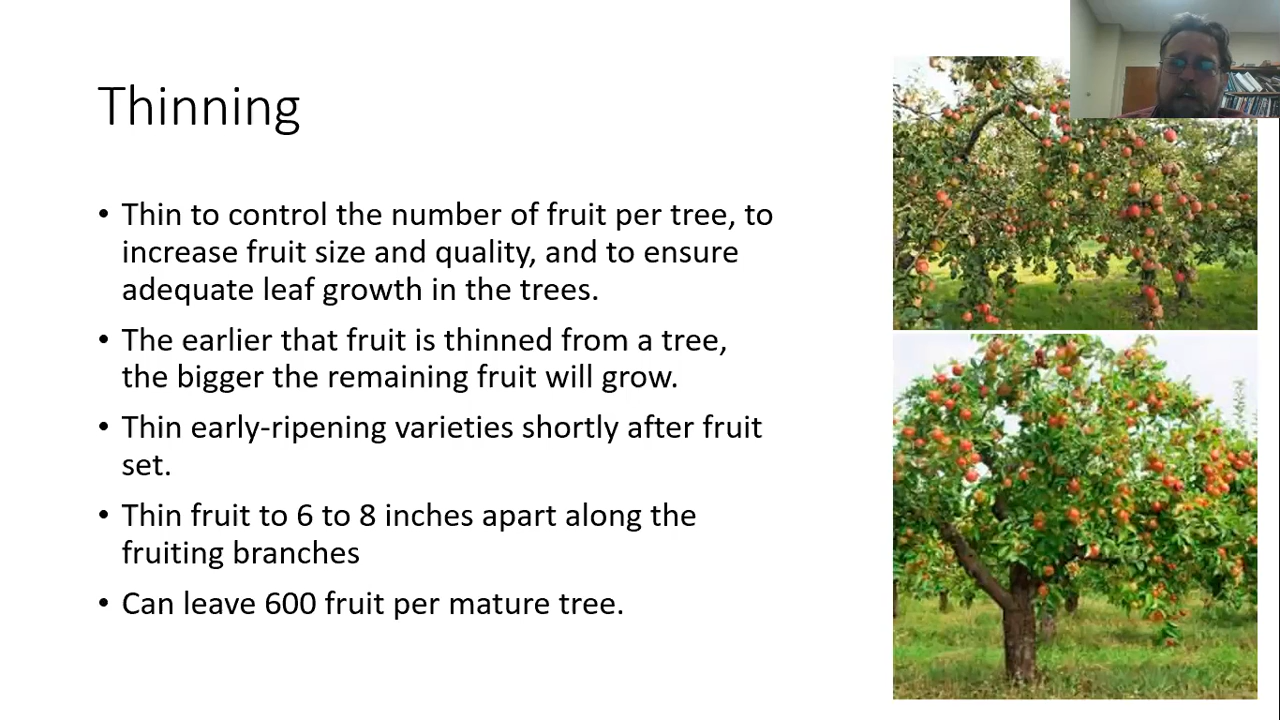 Thinning
• Thin to control the number of fruit per tree, to
increase fruit size and quality, and to ensure
adequate leaf growth in the trees.
• The earlier that fruit is thinned from a tree,
the bigger the remaining fruit will grow.
• Thin early-ripening varieties shortly after fruit
set.
• Thin fruit to 6 to 8 inches apart along the
fruiting branches
• Can leave 600 fruit per mature tree.